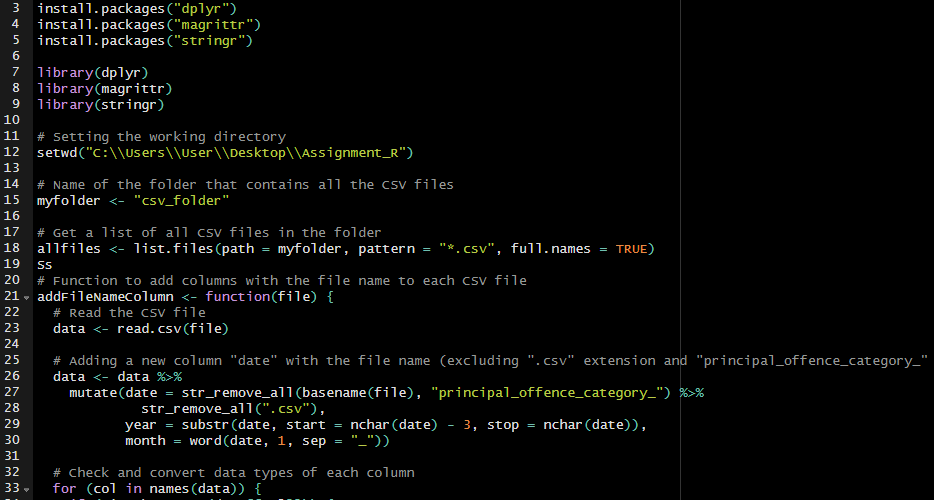 3 install.packages("dplyr")
4 install.packages("magrittr")
5 install.packages("stringr")
6
7 library(dplyr)
8 library(magrittr)
9 library(stringr)
10
11 # Setting the working directory
12 setwd("C:\\Users\\User\\Desktop\\Assignment_R")
13
14 # Name of the folder that contains all the CSV files
15 myfolder <- "csv_folder"
16
17 # Get a list of all CSV files in the folder
18 allfiles <- list.files(path = myfolder, pattern = "*.csv", full.names = TRUE)
19 Ss
20 # Function to add columns with the file name to each CSV file
21 addFileNameColumn <- function(file) {
22 # Read the CSV file
23 data <- read.csv(file)
24
25 # Adding a new column "date" with the file name (excluding ".csv" extension and "principal_offence_category_"
26 data <- data %>%
27 mutate(date = str_remove_all(basename(file), "principal_offence_category_") %>%
28 str_remove_all(".csv"),
29 year = substr(date, start = nchar(date) - 3, stop = nchar(date)),
30 month = word(date, 1, sep = "_"))
31
32 # Check and convert data types of each column
33 for (col in names(data)) {